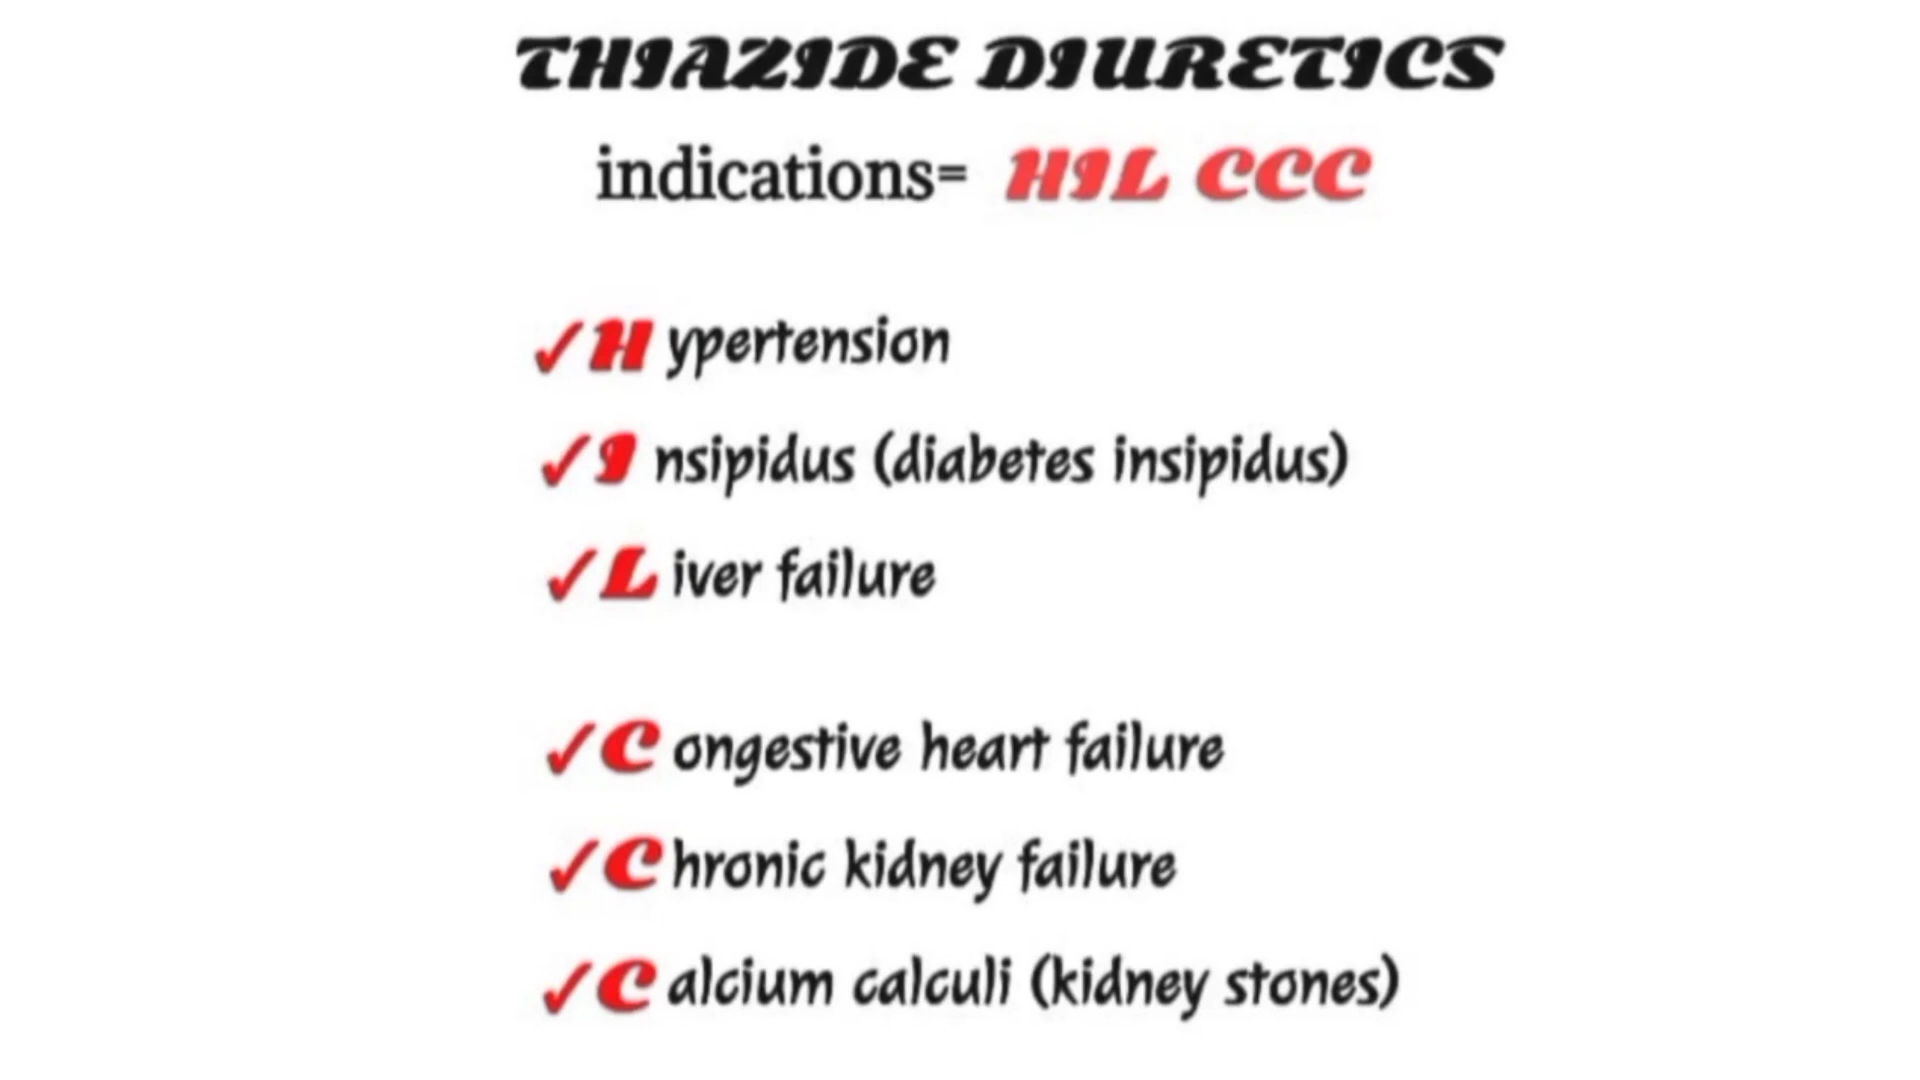 THIAZIDE DIURETICS
indications= HIL CCC
✓H ypertension
✓I nsipidus (diabetes insipidus)
✓L iver failure
✓C ongestive heart failure
✓C hronic kidney failure
✓C alcium calculi (kidney stones)